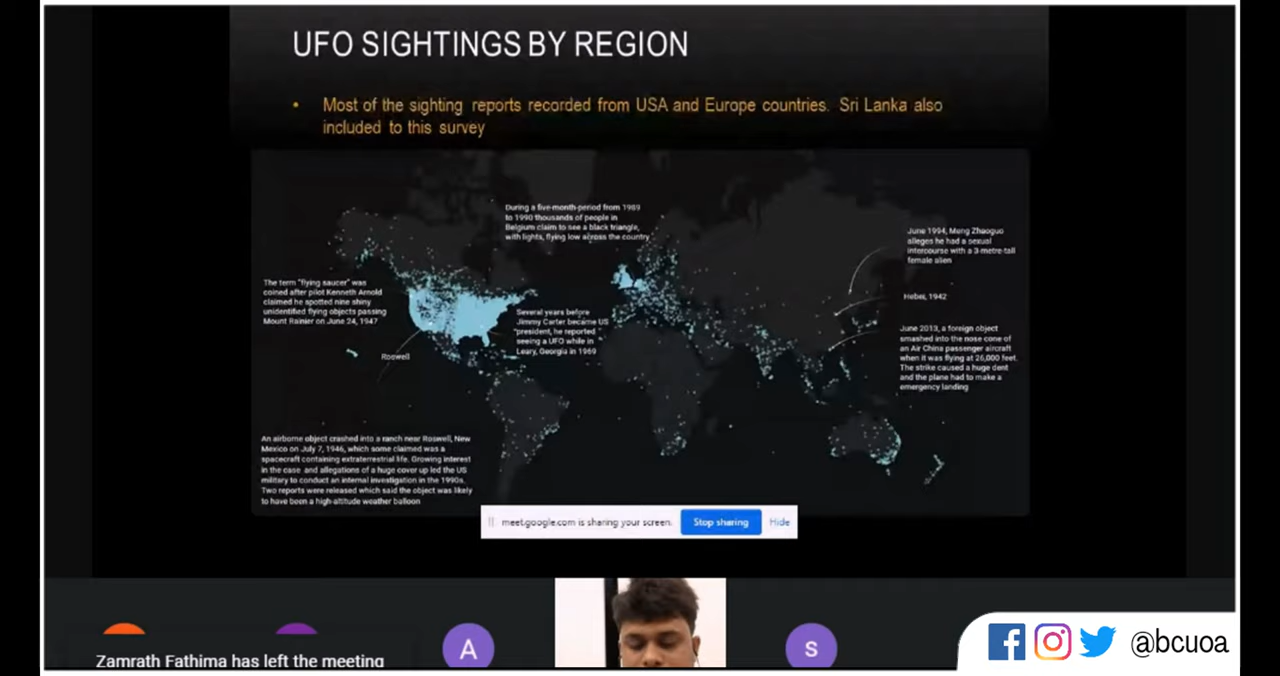 UFO SIGHTINGS BY REGION
• Most of the sighting reports recorded from USA and Europe countries. Sri Lanka also
included to this survey
During a five-month-period from 1989
to 1990 thousands of people in
Belgium claim to see a black triangle,
with lights, flying low across the country
June 1994, Meng Zhaoguo
alleges he had a sexual
intercourse with a 3-metre-tall
female alien
The term "flying saucer" was
coined after pilot Kenneth Arnold
claimed he spotted nine shiny
unidentified flying objects passing
Mount Rainier on June 24, 1947
Hebei, 1942
Several years before
Jimmy Carter became US
president, he reported
seeing a UFO while in
Leary, Georgia in 1969
June 2013, a foreign object
smashed into the nose cone of
an Air China passenger aircraft
when it was flying at 26,000 feet.
The strike caused a huge dent
and the plane had to make a
emergency landing
Roswell
An airborne object crashed into a ranch near Roswell, New
Mexico on July 7, 1946, which some claimed was a
spacecraft containing extraterrestrial life. Growing interest
in the case and allegations of a huge cover up led the US
military to conduct an internal investigation in the 1990s.
Two reports were released which said the object was likely
to have been a high-altitude weather balloon
meet.google.com is sharing your screen.
Stop sharing
Hide
A
s
Zamrath Fathima has left the meeting
@bcuoa